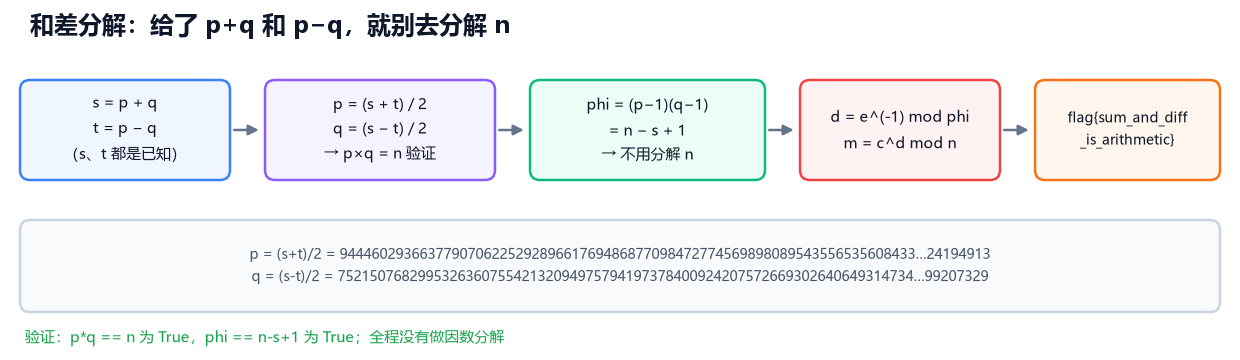 和差分解：给了 p+q 和 p−q，就别去分解 n
s = p + q
t = p − q
（s、t 都是已知）
p = (s + t) / 2
q = (s − t) / 2
→ p×q = n 验证
phi = (p−1)(q−1)
= n − s + 1
→ 不用分解 n
d = e^(-1) mod phi
m = c^d mod n
flag{sum_and_diff
_is_arithmetic}
p = (s+t)/2 = 94446029366377907062252928966176948687709847277456989808954355653560843​3...24194913
q = (s-t)/2 = 75215076829953263607554213209497579419737840092420757266930264064931473​4...99207329
验证：p*q == n 为 True，phi == n-s+1 为 True；全程没有做因数分解